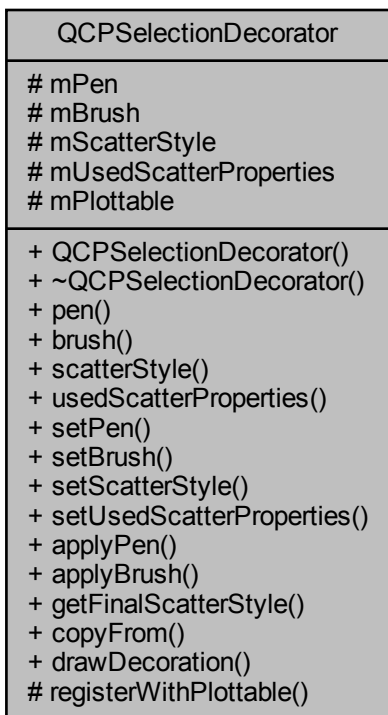 QCPSelectionDecorator
# mPen
# mBrush
# mScatterStyle
# mUsedScatterProperties
# mPlottable
+ QCPSelectionDecorator()
+ ~QCPSelectionDecorator()
+ pen()
+ brush()
+ scatterStyle()
+ usedScatterProperties()
+ setPen()
+ setBrush()
+ setScatterStyle()
+ setUsedScatterProperties()
+ applyPen()
+ applyBrush()
+ getFinalScatterStyle()
+ copyFrom()
+ drawDecoration()
# registerWithPlottable()